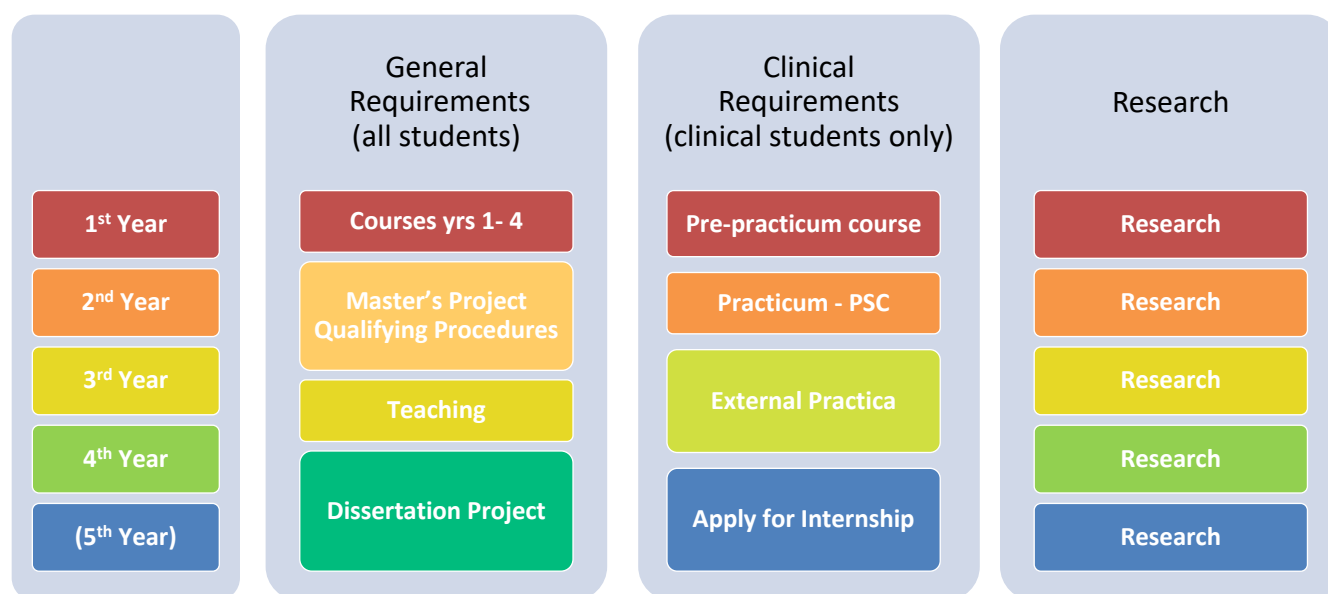 General
Requirements
(all students)
Clinical
Requirements
(clinical students only)
Research
1st Year
Courses yrs 1- 4
Pre-practicum course
Research
2nd Year
Master’s Project
Qualifying Procedures
Practicum - PSC
Research
3rd Year
Teaching
External Practica
Research
4th Year
Dissertation Project
Apply for Internship
Research
(5th Year)
Research